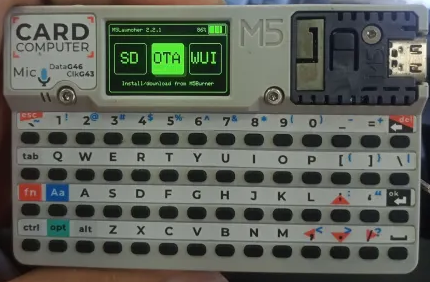 CARD
COMPUTER
Mic DataG46
ClkG43
M5Launcher 2.2.1 86%
SD OTA WUI
Install/download from M5Burner
M5
esc ~ ` 1 ! 2 @ 3 # 4 $ 5 % 6 ^ 7 & 8 * 9 ( 0 ) _ - = + del
tab Q W E R T Y U I O P [ { ] } \ |
fn Aa A S D F G H J K L ; : ' " ok
ctrl opt alt Z X C V B N M , < . > / ?